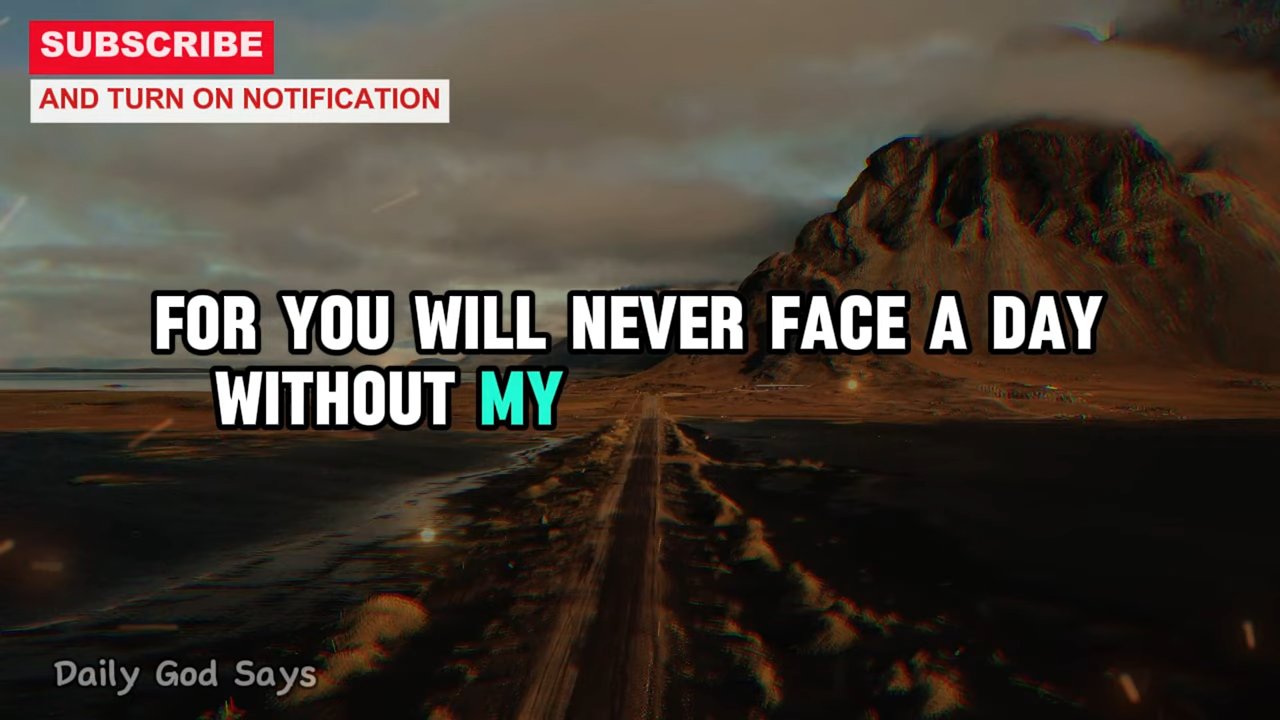 SUBSCRIBE
AND TURN ON NOTIFICATION
FOR YOU WILL NEVER FACE A DAY
WITHOUT MY
Daily God Says